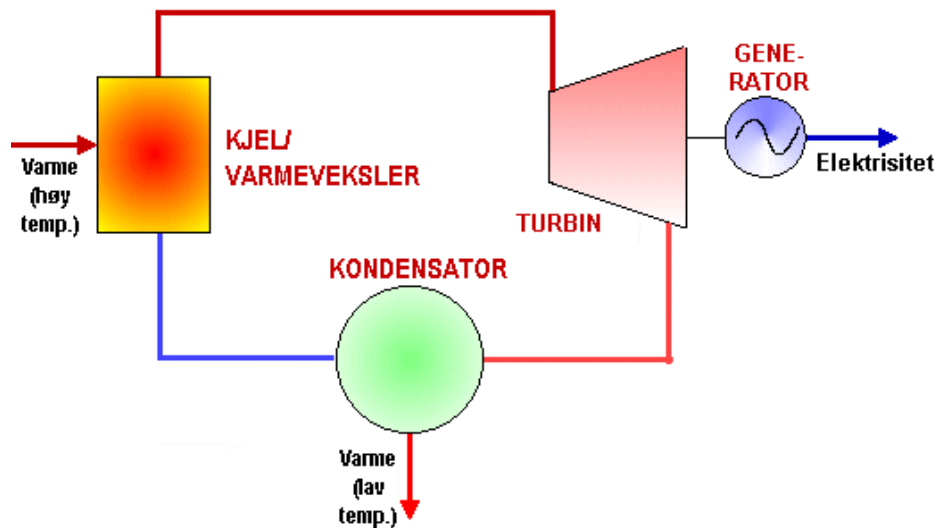 GENE-
RATOR
KJEL/
VARMEVEKSLER
Varme
(høy
temp.)
Elektrisitet
TURBIN
KONDENSATOR
Varme
(lav
temp.)